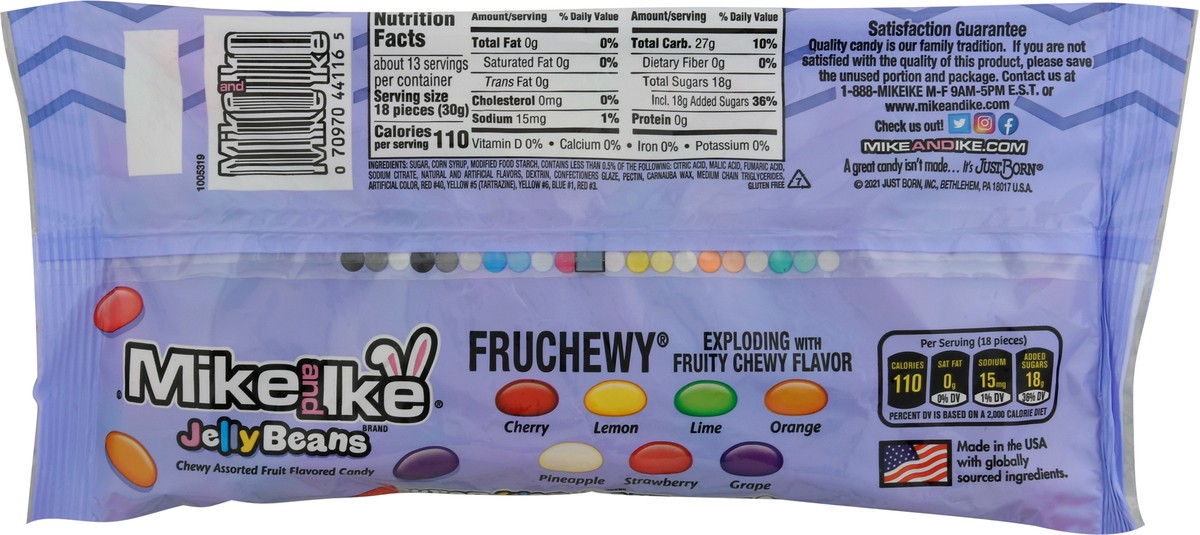 Nutrition
Facts
about 13 servings
per container
Serving size
18 pieces (30g)
Calories
per serving 110
Amount/serving % Daily Value
Total Fat 0g 0%
Saturated Fat 0g 0%
Trans Fat 0g
Cholesterol 0mg 0%
Sodium 15mg 1%
Amount/serving % Daily Value
Total Carb. 27g 10%
Dietary Fiber 0g 0%
Total Sugars 18g
Incl. 18g Added Sugars 36%
Protein 0g
Vitamin D 0% • Calcium 0% • Iron 0% • Potassium 0%
INGREDIENTS: SUGAR, CORN SYRUP, MODIFIED FOOD STARCH, CONTAINS LESS THAN 0.5% OF THE FOLLOWING: CITRIC ACID, MALIC ACID, FUMARIC ACID,
SODIUM CITRATE, NATURAL AND ARTIFICIAL FLAVORS, DEXTRIN, CONFECTIONERS GLAZE, PECTIN, CARNAUBA WAX, MEDIUM CHAIN TRIGLYCERIDES,
ARTIFICIAL COLOR, RED #40, YELLOW #5 (TARTRAZINE), YELLOW #6, BLUE #1, RED #3.
GLUTEN FREE 7
1005319
Mike and Ike
0 70970 44116 5
Satisfaction Guarantee
Quality candy is our family tradition. If you are not
satisfied with the quality of this product, please save
the unused portion and package. Contact us at
1-888-MIKEIKE M-F 9AM-5PM E.S.T. or
www.mikeandike.com
Check us out!
MIKEANDIKE.COM
A great candy isn't made... It's JUST BORN®
© 2021 JUST BORN, INC., BETHLEHEM, PA 18017 U.S.A.
®Mike and Ike®
BRAND
Jelly Beans
Chewy Assorted Fruit Flavored Candy
FRUCHEWY®
EXPLODING WITH
FRUITY CHEWY FLAVOR
Cherry Lemon Lime Orange
Pineapple Strawberry Grape
Per Serving (18 pieces)
CALORIES 110
SAT FAT 0g 0% DV
SODIUM 15mg 1% DV
ADDED SUGARS 18g 36% DV
PERCENT DV IS BASED ON A 2,000 CALORIE DIET
Made in the USA
with globally
sourced ingredients.